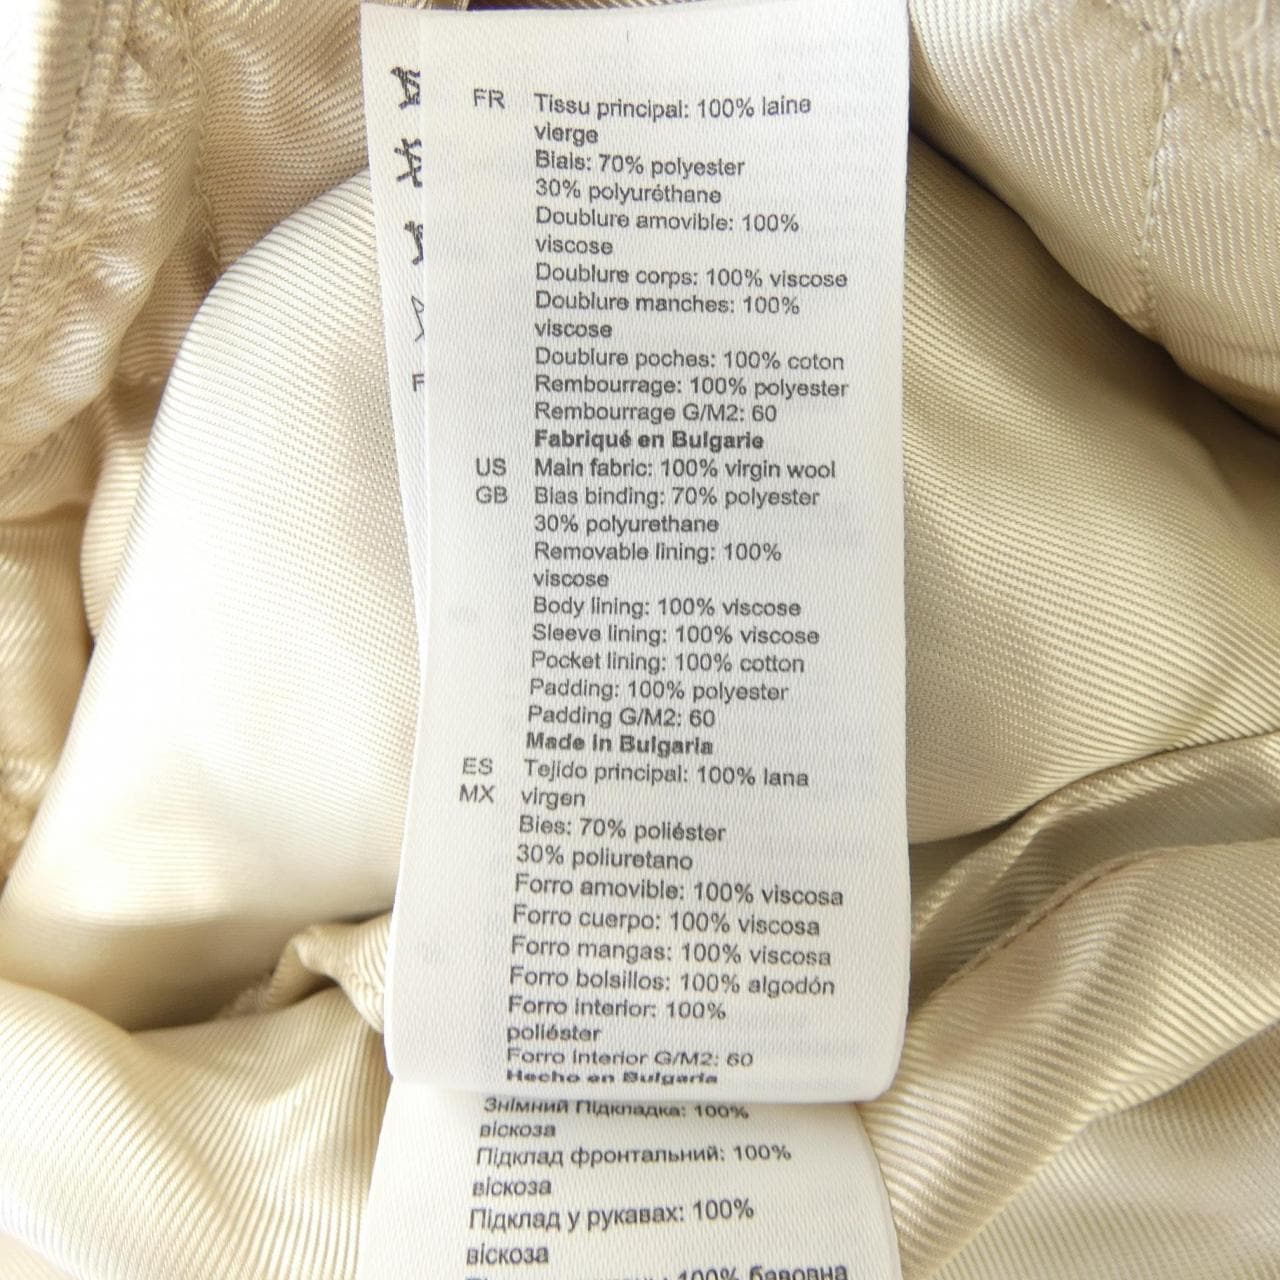 FR Tissu principal: 100% laine
vierge
Biais: 70% polyester
30% polyuréthane
Doublure amovible: 100%
viscose
Doublure corps: 100% viscose
Doublure manches: 100%
viscose
Doublure poches: 100% coton
Rembourrage: 100% polyester
Rembourrage G/M2: 60
Fabriqué en Bulgarie
US Main fabric: 100% virgin wool
GB Bias binding: 70% polyester
30% polyurethane
Removable lining: 100%
viscose
Body lining: 100% viscose
Sleeve lining: 100% viscose
Pocket lining: 100% cotton
Padding: 100% polyester
Padding G/M2: 60
Made in Bulgaria
ES Tejido principal: 100% lana
MX virgen
Bies: 70% poliéster
30% poliuretano
Forro amovible: 100% viscosa
Forro cuerpo: 100% viscosa
Forro mangas: 100% viscosa
Forro bolsillos: 100% algodón
Forro interior: 100%
poliéster
Forro interior G/M2: 60
Hecho en Bulgaria
Знімний Підкладка: 100%
віскоза
Підклад фронтальний: 100%
віскоза
Підклад у рукавах: 100%
віскоза
100% бавовна